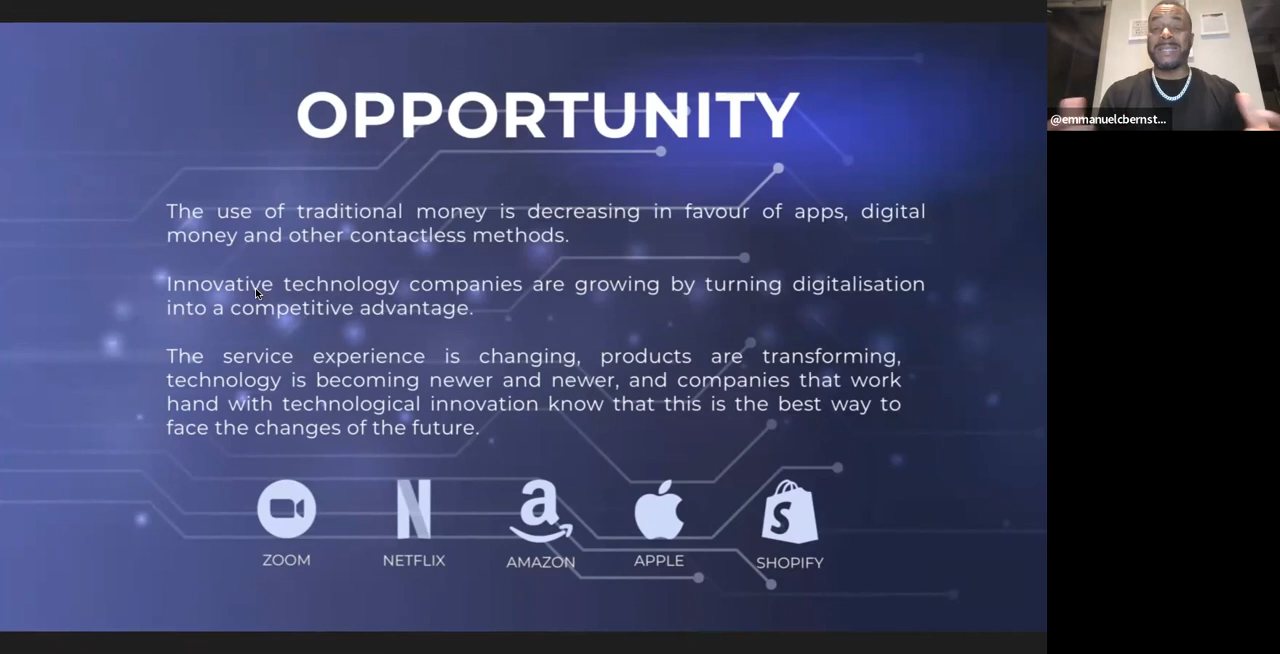 OPPORTUNITY
The use of traditional money is decreasing in favour of apps, digital
money and other contactless methods.
Innovative technology companies are growing by turning digitalisation
into a competitive advantage.
The service experience is changing, products are transforming,
technology is becoming newer and newer, and companies that work
hand with technological innovation know that this is the best way to
face the changes of the future.
ZOOM
NETFLIX
AMAZON
APPLE
SHOPIFY
@emmanuelcbernst...